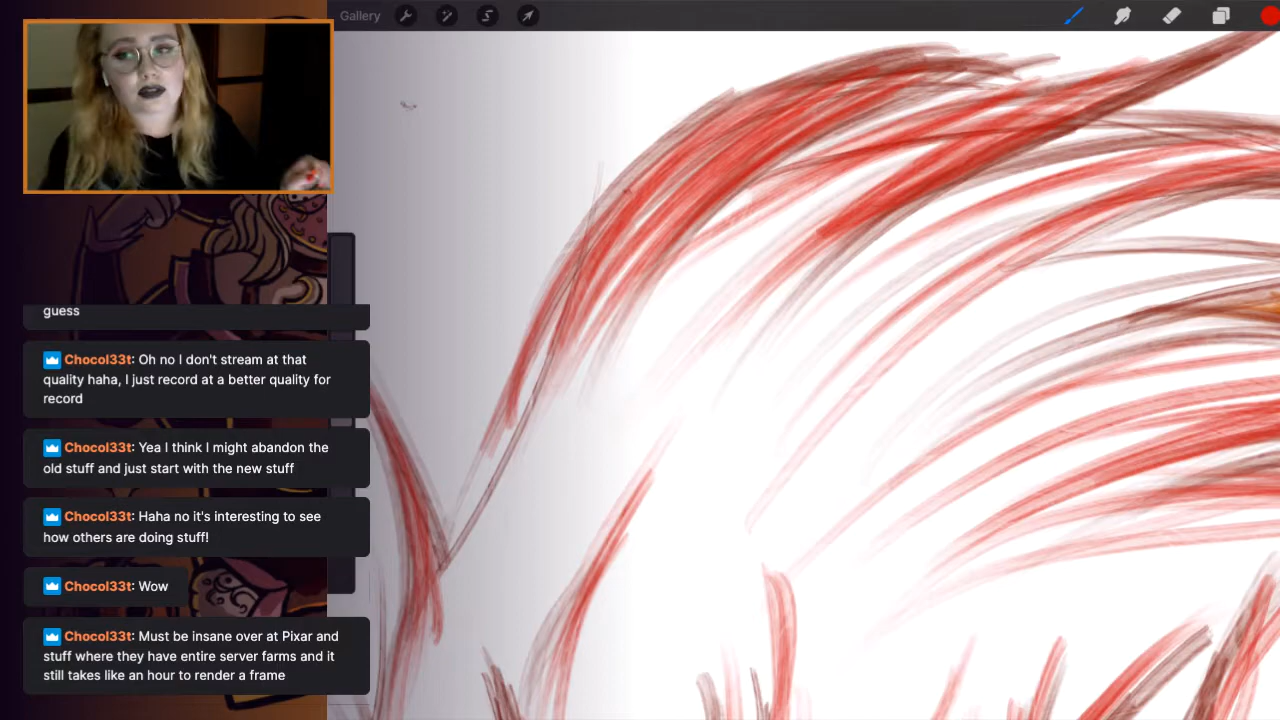 Gallery
guess
Chocol33t: Oh no I don't stream at that
quality haha, I just record at a better quality for
record
Chocol33t: Yea I think I might abandon the
old stuff and just start with the new stuff
Chocol33t: Haha no it's interesting to see
how others are doing stuff!
Chocol33t: Wow
Chocol33t: Must be insane over at Pixar and
stuff where they have entire server farms and it
still takes like an hour to render a frame